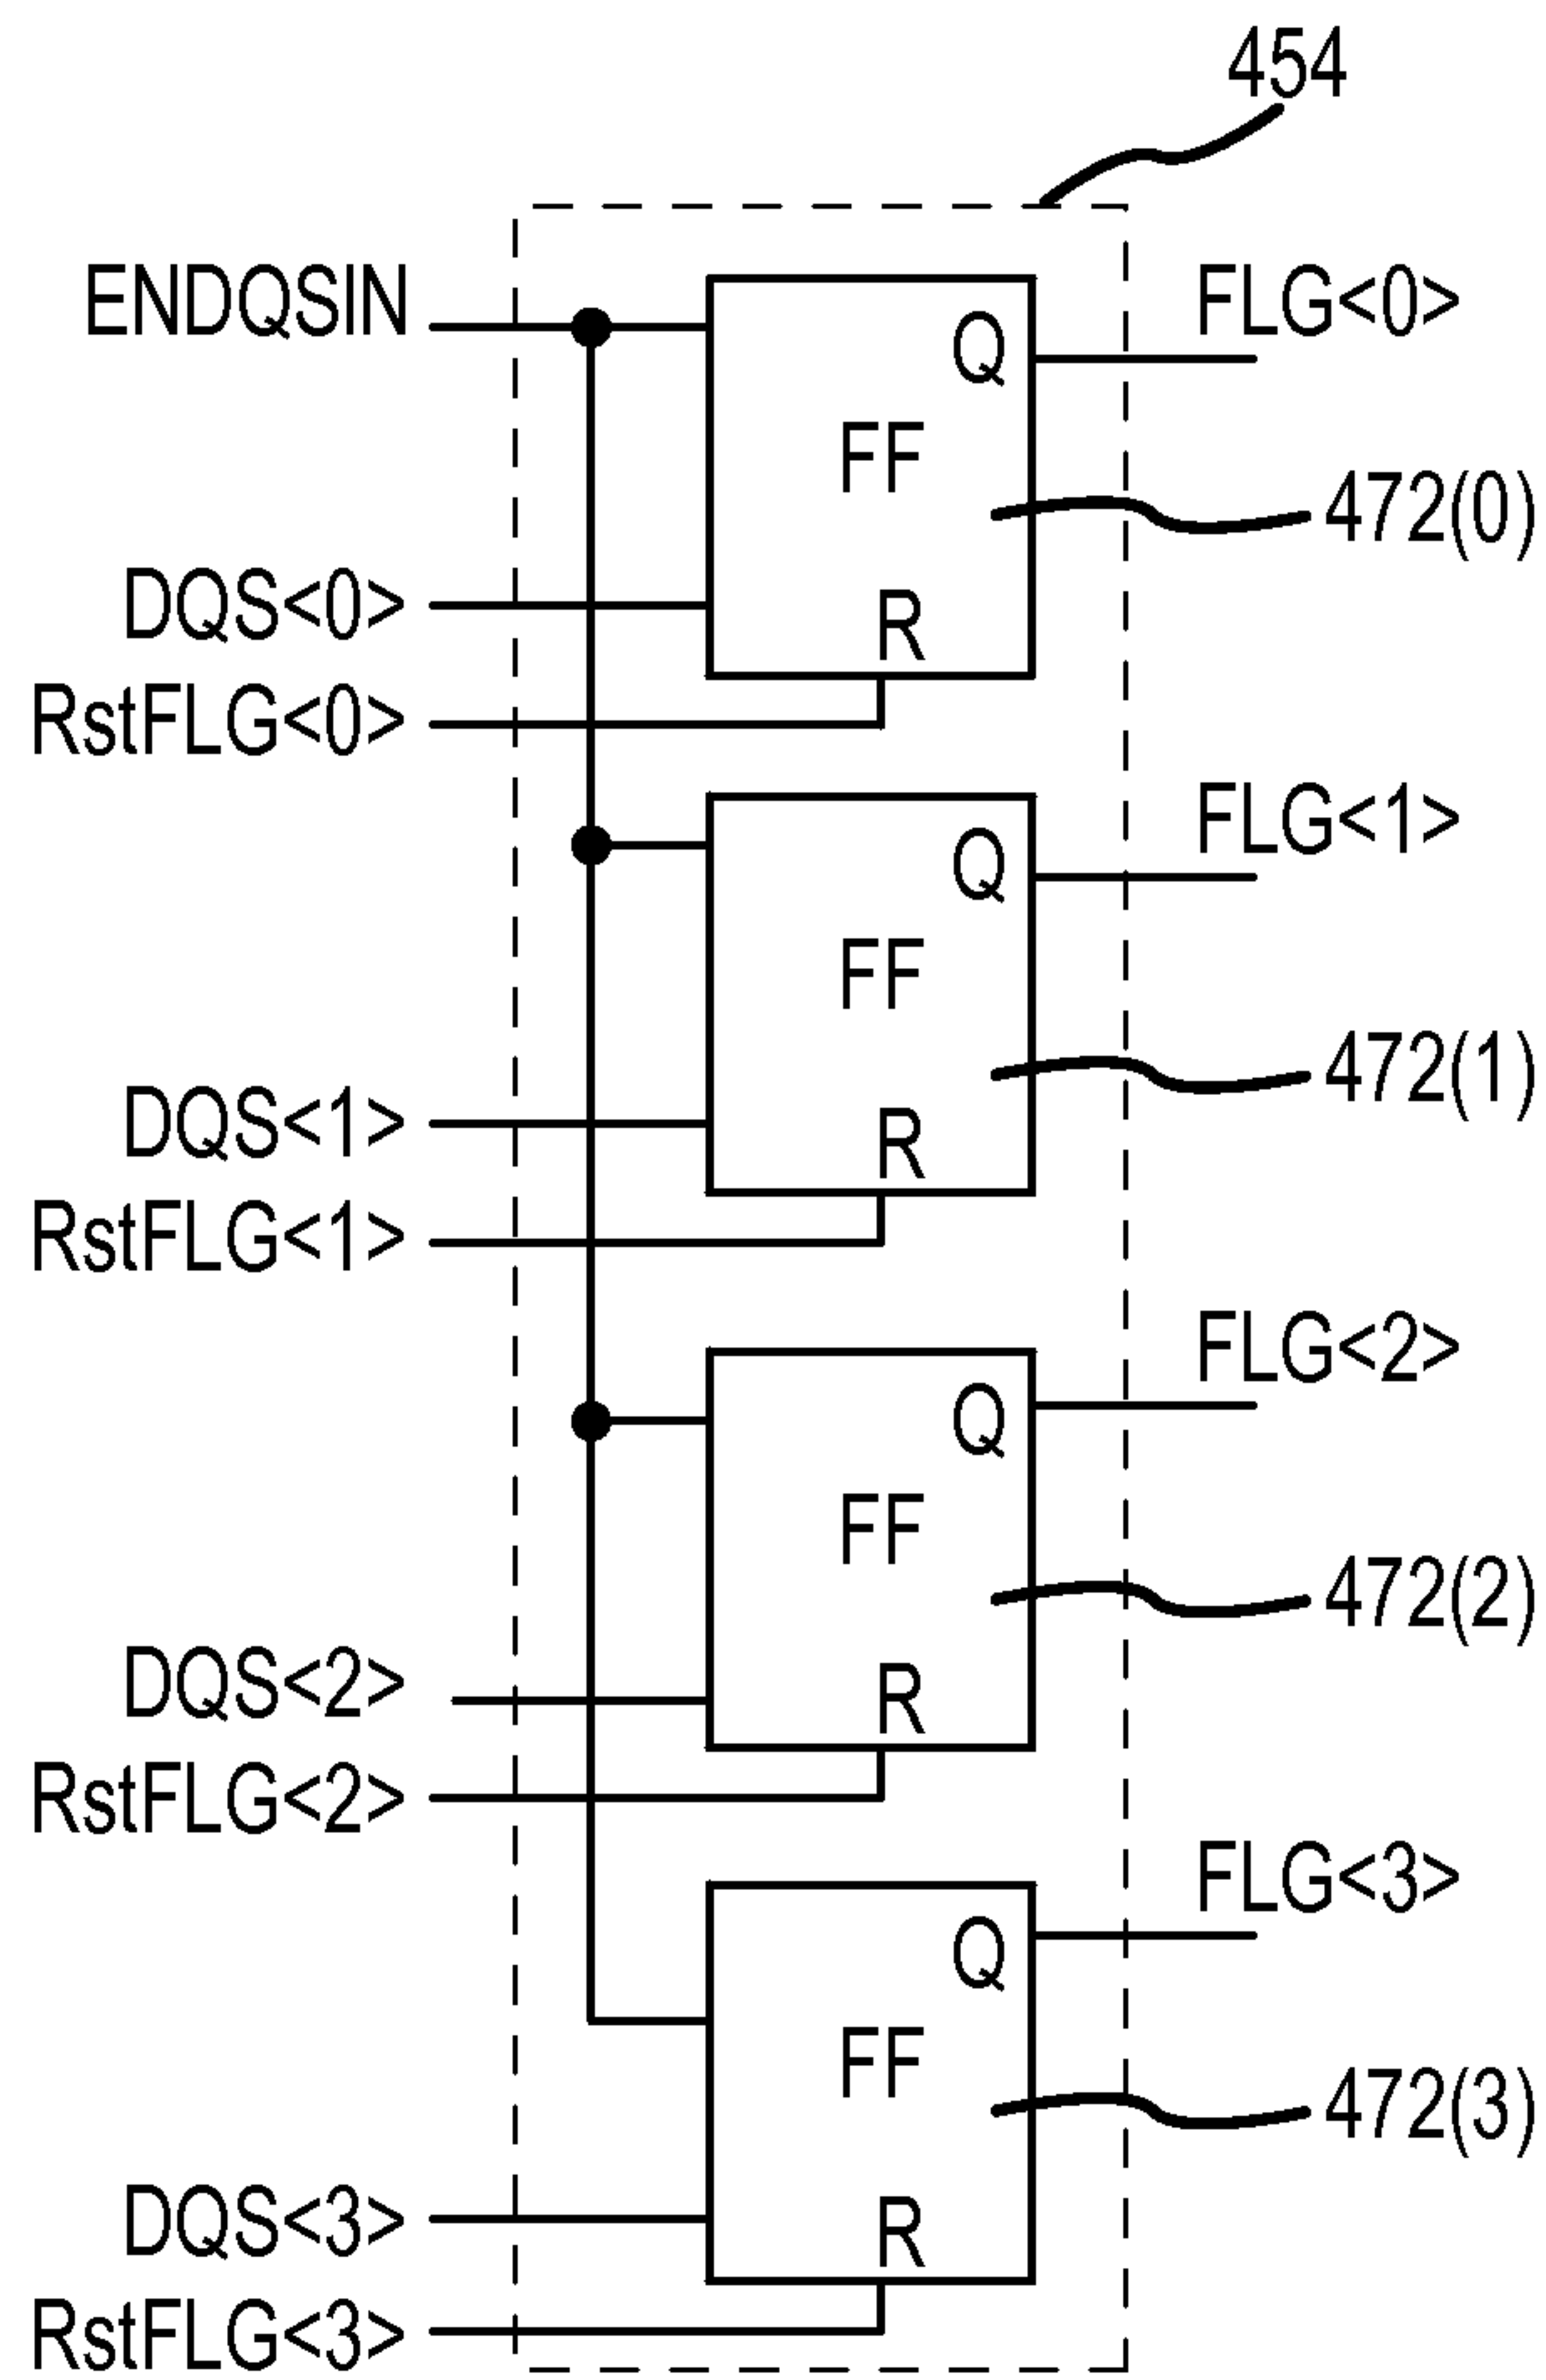 454
ENDQSIN
Q
FLG<0>
FF
472(0)
DQS<0>
R
RstFLG<0>
FLG<1>
Q
FF
472(1)
DQS<1>
R
RstFLG<1>
FLG<2>
Q
FF
472(2)
DQS<2>
R
RstFLG<2>
FLG<3>
Q
FF
472(3)
DQS<3>
R
RstFLG<3>